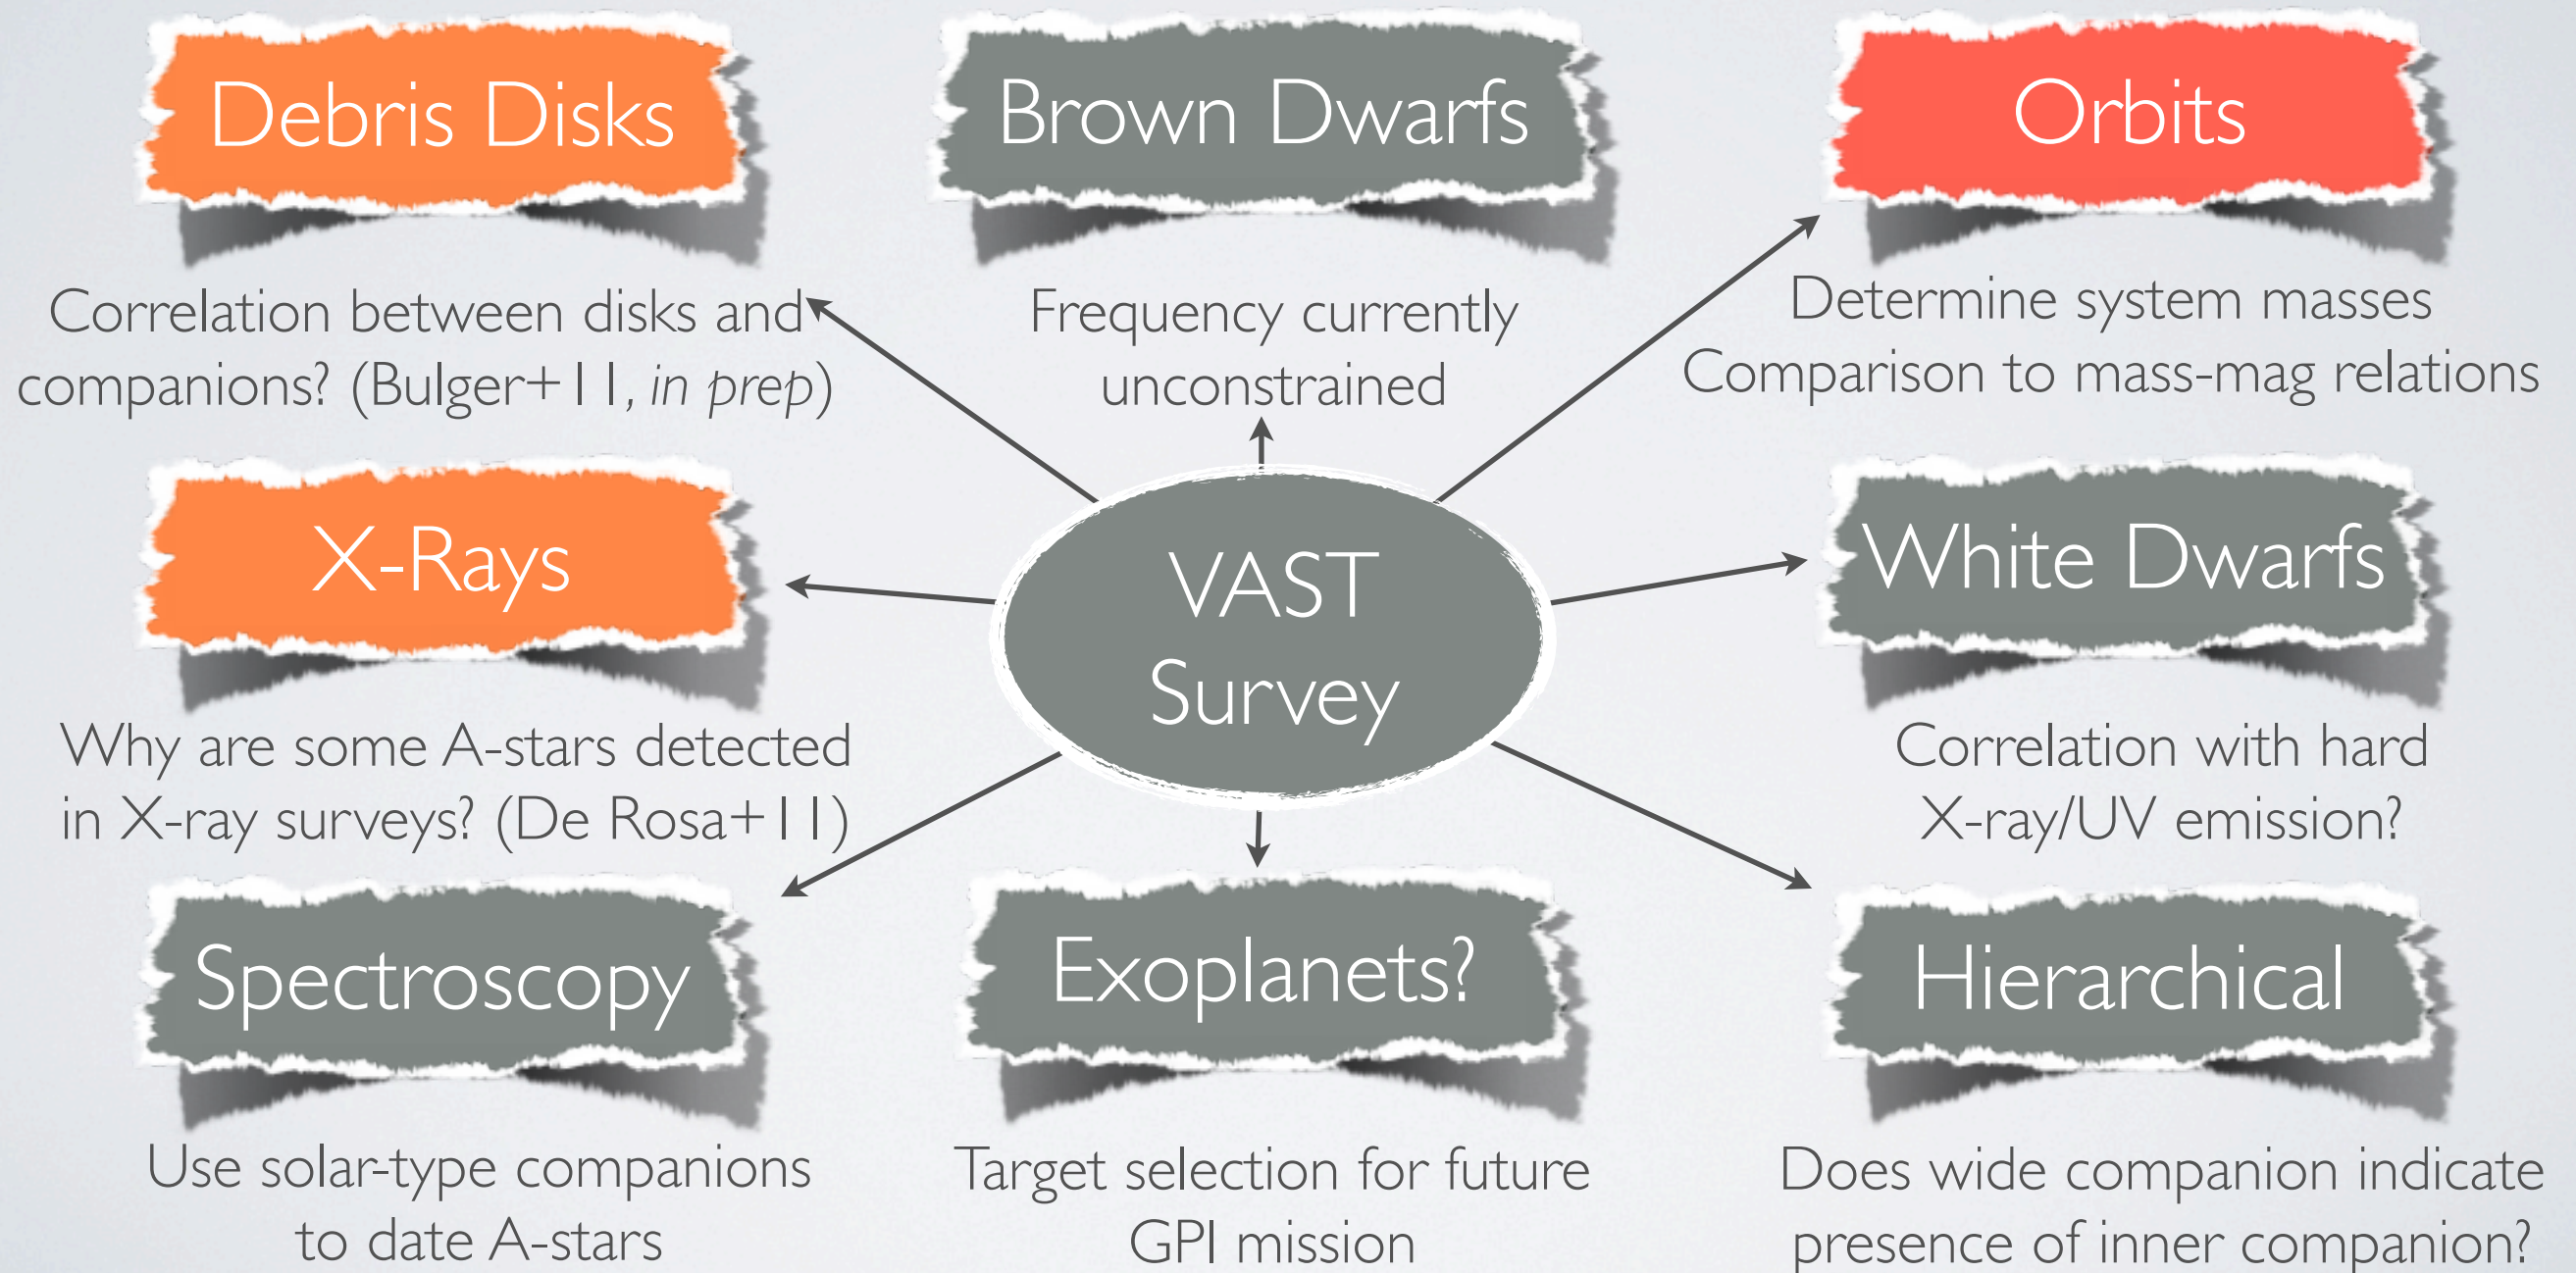 Debris Disks
Correlation between disks and
companions? (Bulger+11, in prep)
Brown Dwarfs
Frequency currently
unconstrained
Orbits
Determine system masses
Comparison to mass-mag relations
X-Rays
Why are some A-stars detected
in X-ray surveys? (De Rosa+11)
VAST
Survey
White Dwarfs
Correlation with hard
X-ray/UV emission?
Spectroscopy
Use solar-type companions
to date A-stars
Exoplanets?
Target selection for future
GPI mission
Hierarchical
Does wide companion indicate
presence of inner companion?